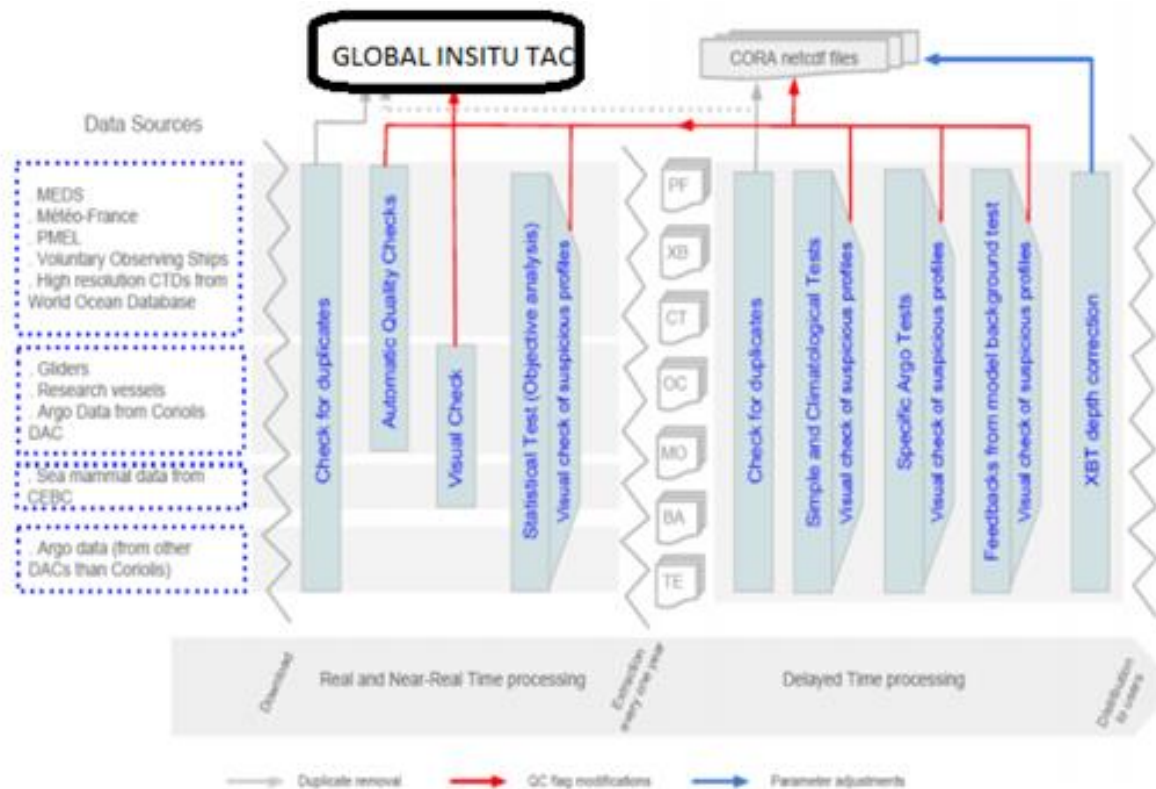 GLOBAL INSITU TAC
CORA netcdf files
Data Sources
. MEDS
. Météo-France
. PMEL
. Voluntary Observing Ships
. High resolution CTDs from
World Ocean Database
. Gliders
. Research vessels
. Argo Data from Coriolis
DAC
. Sea mammal data from
CEBC
. Argo data (from other
DACs than Coriolis)
Check for duplicates
Automatic Quality Checks
Visual Check
Statistical Test (Objective analysis)
Visual check of suspicious profiles
PF
XB
CT
OC
MO
BA
TE
Check for duplicates
Simple and Climatological Tests
Visual check of suspicious profiles
Specific Argo Tests
Visual check of suspicious profiles
Feedbacks from model background test
Visual check of suspicious profiles
XBT depth correction
Download
Real and Near-Real Time processing
Extraction
every one year
Delayed Time processing
Distribution
to users
Duplicate removal
QC flag modifications
Parameter adjustments